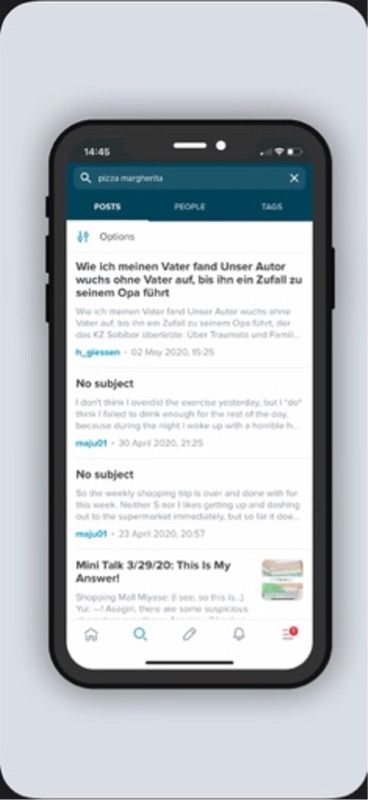 14:45
pizza margherita
POSTS PEOPLE TAGS
Options
Wie ich meinen Vater fand Unser Autor
wuchs ohne Vater auf, bis ihn ein Zufall zu
seinem Opa führt
Wie ich meinen Vater fand Unser Autor wuchs ohne
Vater auf, bis ihn ein Zufall zu seinem Opa führt, der
das KZ Sobibor überlebte. Über Traumata und Famili...
h_giessen • 02 May 2020, 15:25
No subject
I don't think I overdid the exercise yesterday, but I *do*
think I failed to drink enough for the rest of the day,
because during the night I woke up with a horrible h...
maju01 • 30 April 2020, 21:25
No subject
So the weekly shopping trip is over and done with for
this week. Neither S nor I likes getting up and dashing
out to the supermarket immediately, but so far it doe...
maju01 • 23 April 2020, 20:57
Mini Talk 3/29/20: This Is My
Answer!
Shopping Mall Miyase: (I see, so this is...)
Yui: —! Asagiri, there are some suspicious